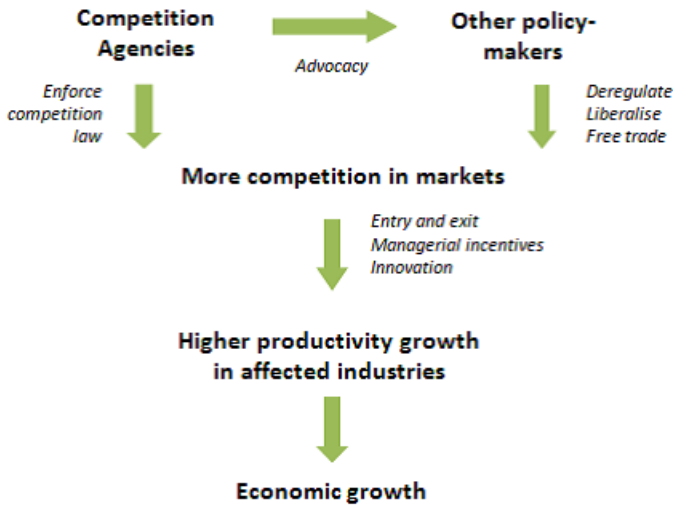 Competition
Agencies
Other policy-
makers
Advocacy
Enforce
competition
law
Deregulate
Liberalise
Free trade
More competition in markets
Entry and exit
Managerial incentives
Innovation
Higher productivity growth
in affected industries
Economic growth